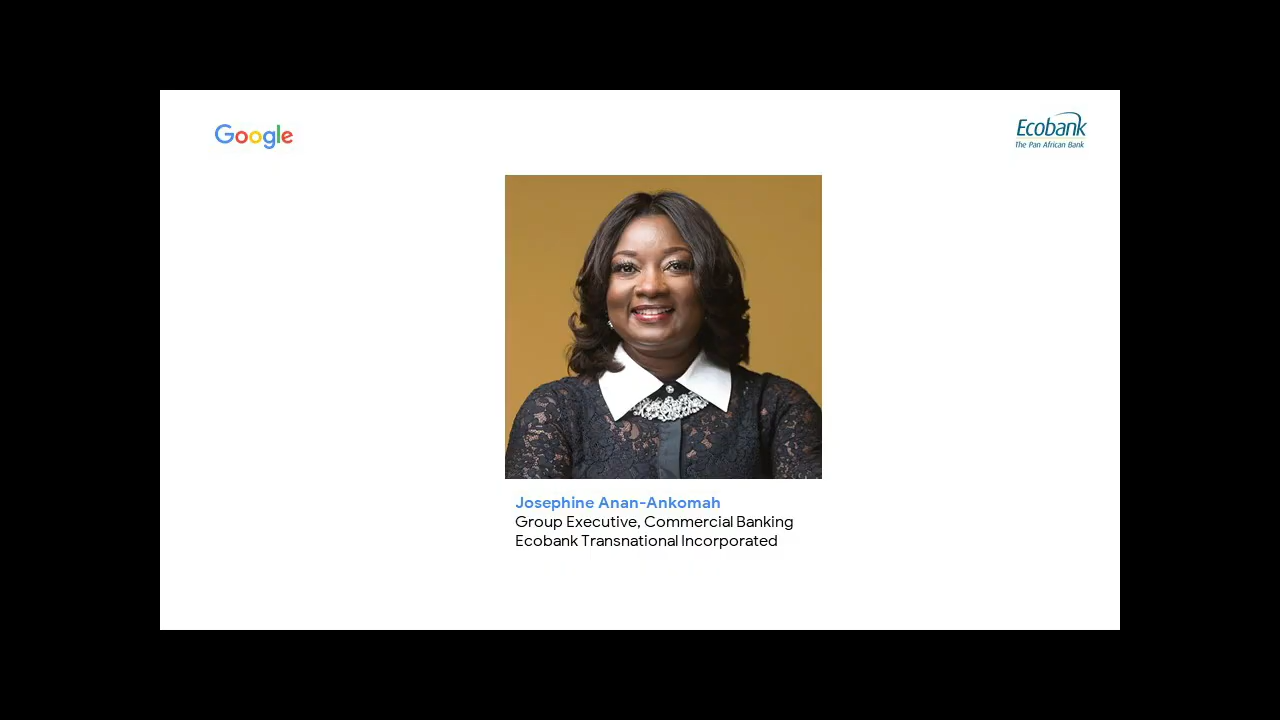 Google
Ecobank
The Pan African Bank
Josephine Anan-Ankomah
Group Executive, Commercial Banking
Ecobank Transnational Incorporated